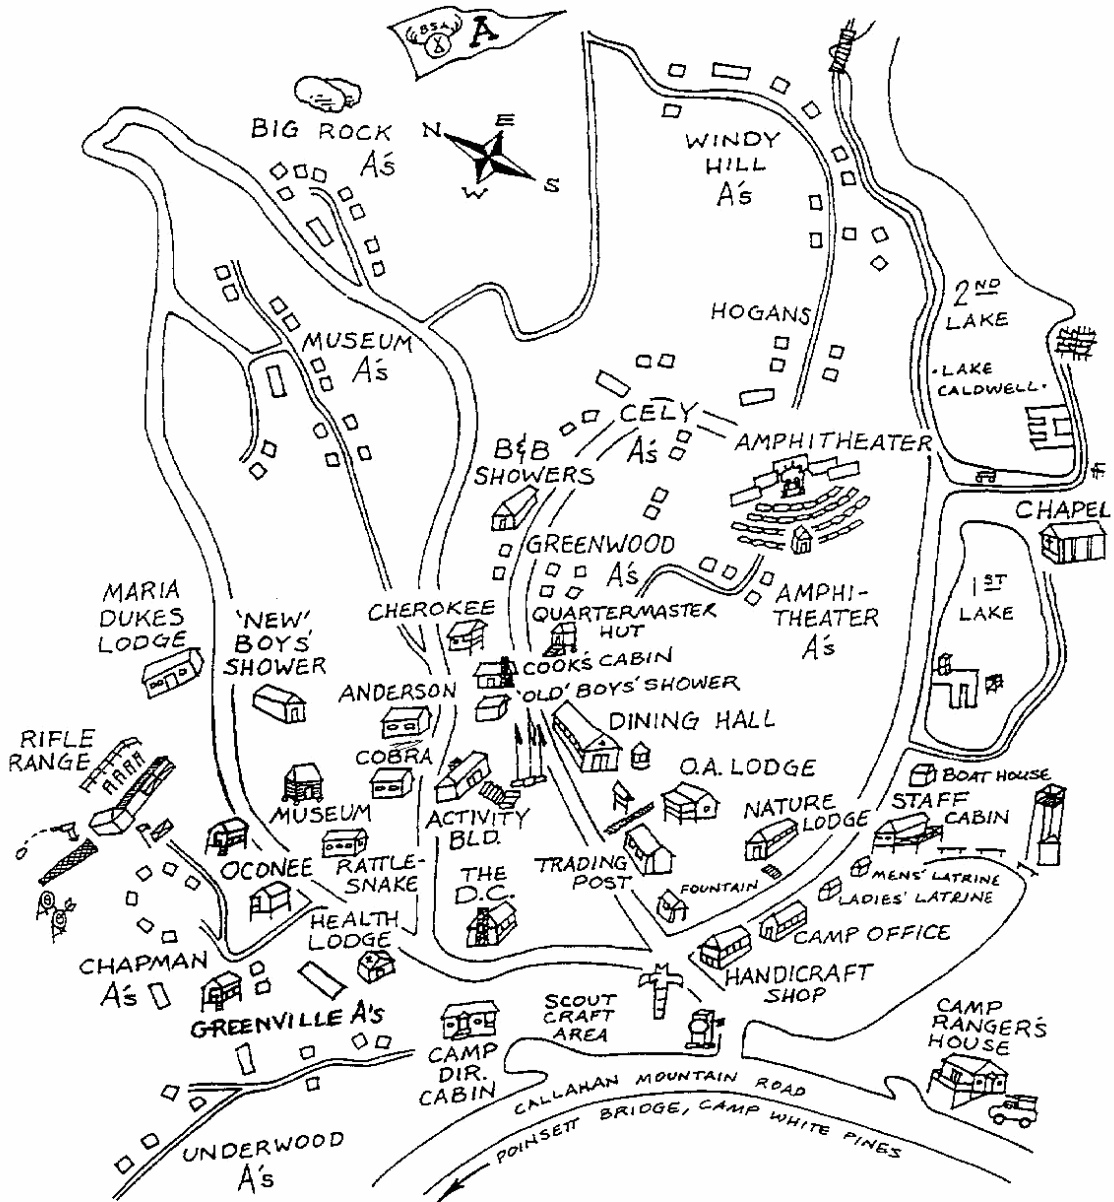 BSA
A
N
E
W
S
BIG ROCK
A's
WINDY
HILL
A's
2ND
LAKE
HOGANS
MUSEUM
A's
·LAKE
CALDWELL·
CELY
A's
AMPHITHEATER
B&B
SHOWERS
CHAPEL
GREENWOOD
A's
1ST
LAKE
AMPHI-
THEATER
A's
MARIA
DUKES
LODGE
'NEW'
BOYS'
SHOWER
CHEROKEE
QUARTERMASTER
HUT
COOK'S CABIN
'OLD' BOYS' SHOWER
ANDERSON
DINING HALL
RIFLE
RANGE
COBRA
O.A. LODGE
BOAT HOUSE
MUSEUM
ACTIVITY
BLD.
NATURE
LODGE
STAFF
CABIN
OCONEE
RATTLE-
SNAKE
THE
D.C.
TRADING
POST
FOUNTAIN
MENS' LATRINE
LADIES' LATRINE
HEALTH
LODGE
CAMP OFFICE
CHAPMAN
A's
HANDICRAFT
SHOP
GREENVILLE A's
SCOUT
CRAFT
AREA
CAMP
RANGER'S
HOUSE
CAMP
DIR.
CABIN
CALLAHAN MOUNTAIN ROAD
POINSETT BRIDGE, CAMP WHITE PINES
UNDERWOOD
A's